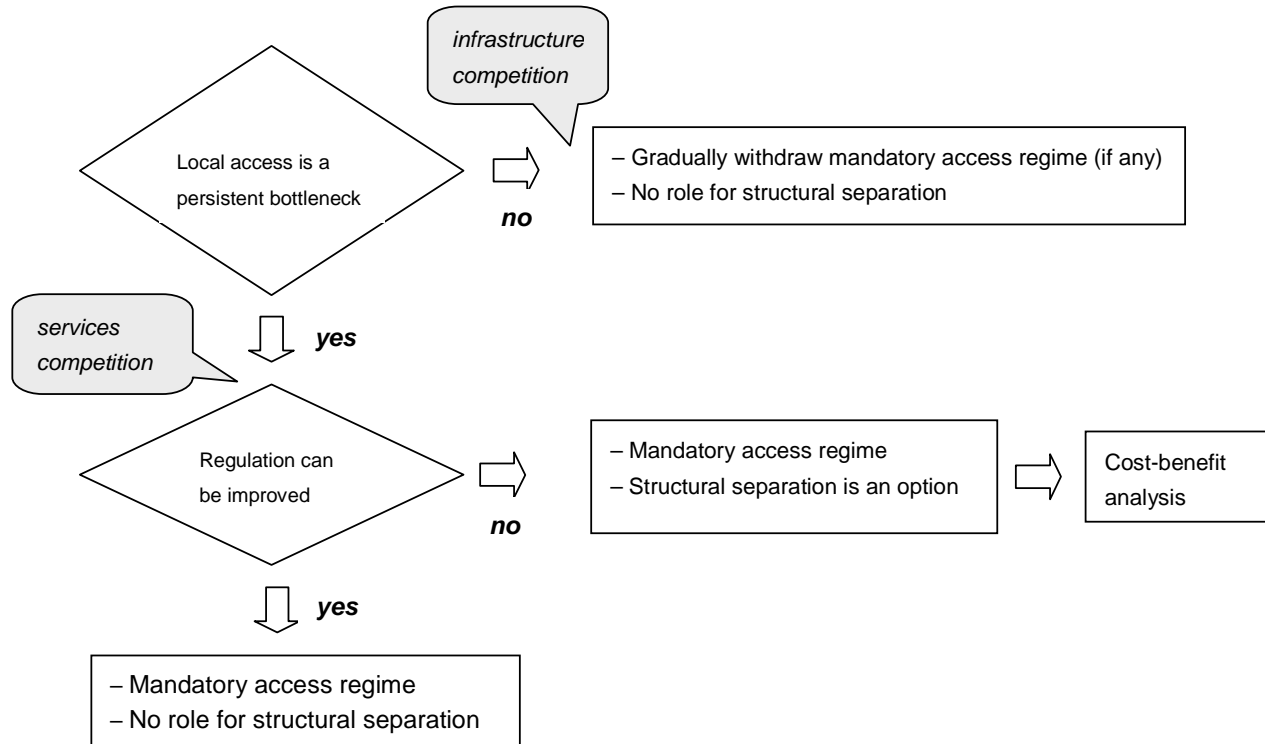 infrastructure
competition
Local access is a
persistent bottleneck
no
– Gradually withdraw mandatory access regime (if any)
– No role for structural separation
services
competition
yes
Regulation can
be improved
no
– Mandatory access regime
– Structural separation is an option
Cost-benefit
analysis
yes
– Mandatory access regime
– No role for structural separation